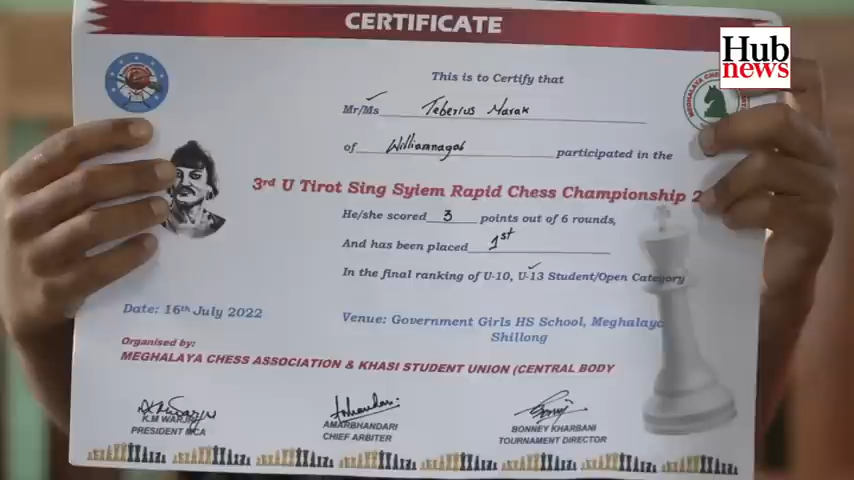 CERTIFICATE
Hub
news
This is to Certify that
Mr/Ms Teberius Marak
of Williamnagar participated in the
3rd U Tirot Sing Syiem Rapid Chess Championship 2
He/she scored 3 points out of 6 rounds,
And has been placed 1st
In the final ranking of U-10, U-13 Student/Open Category
Date: 16th July 2022
Venue: Government Girls HS School, Meghalaya
Shillong
Organised by:
MEGHALAYA CHESS ASSOCIATION & KHASI STUDENT UNION (CENTRAL BODY
K.M WARJRI
PRESIDENT MCA
AMARBHANDARI
CHIEF ARBITER
BONNEY KHARBANI
TOURNAMENT DIRECTOR
MEGHALAYA CHE